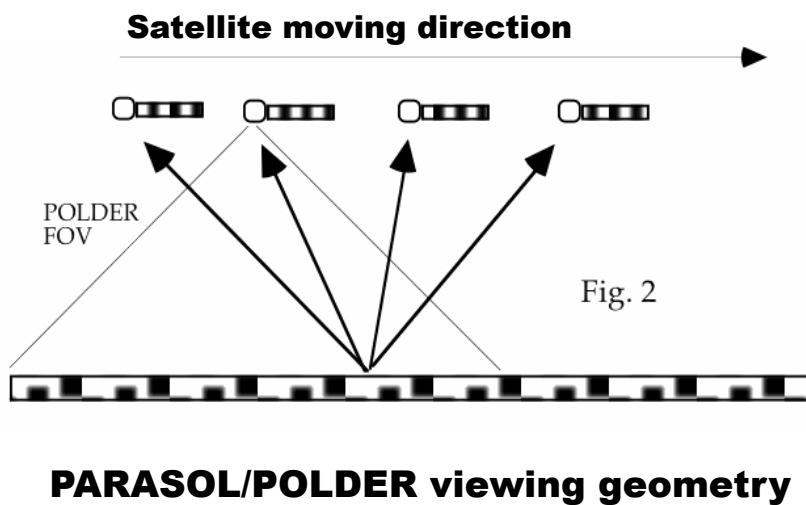 Satellite moving direction
POLDER
FOV
Fig. 2
PARASOL/POLDER viewing geometry